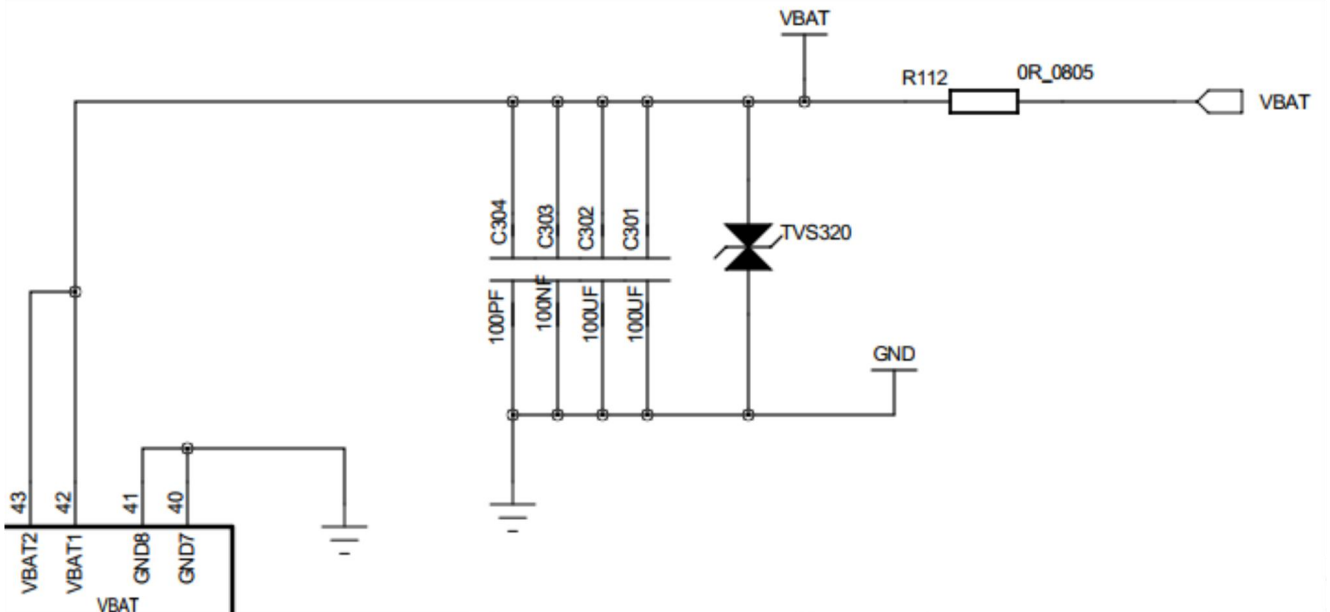 VBAT
R112
0R_0805
VBAT
C304
C303
C302
C301
TVS320
100PF
100NF
100UF
100UF
GND
43
42
41
40
VBAT2
VBAT1
GND8
GND7
VBAT